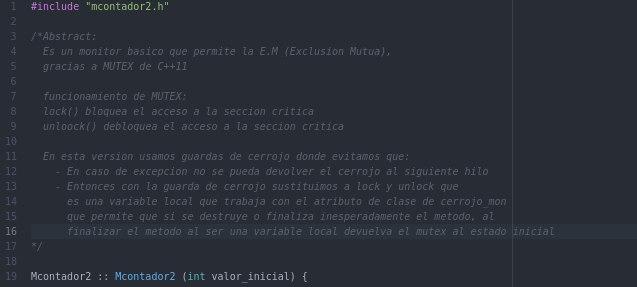 1 #include "mcontador2.h"
2
3 /*Abstract:
4 Es un monitor basico que permite la E.M (Exclusion Mutua),
5 gracias a MUTEX de C++11
6
7 funcionamiento de MUTEX:
8 lock() bloquea el acceso a la seccion critica
9 unloock() debloquea el acceso a la seccion critica
10
11 En esta version usamos guardas de cerrojo donde evitamos que:
12 - En caso de excepcion no se pueda devolver el cerrojo al siguiente hilo
13 - Entonces con la guarda de cerrojo sustituimos a lock y unlock que
14 es una variable local que trabaja con el atributo de clase de cerrojo_mon
15 que permite que si se destruye o finaliza inesperadamente el metodo, al
16 finalizar el metodo al ser una variable local devuelva el mutex al estado inicial
17 */
18
19 Mcontador2 :: Mcontador2 (int valor_inicial) {